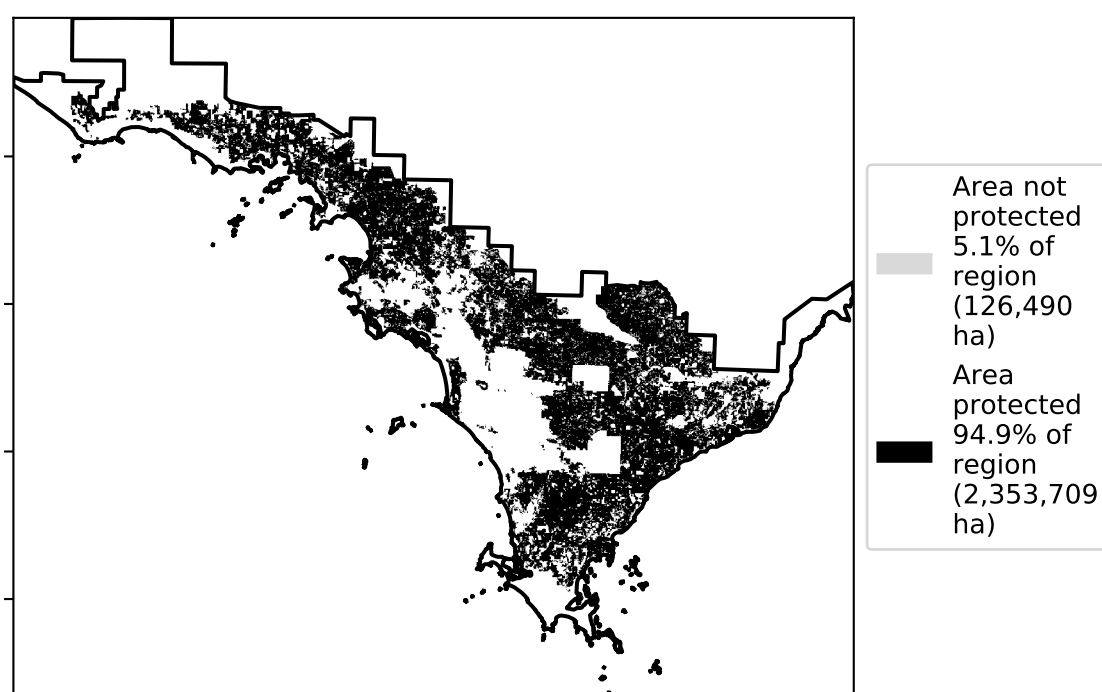 Area not
protected
5.1% of
region
(126,490
ha)
Area
protected
94.9% of
region
(2,353,709
ha)